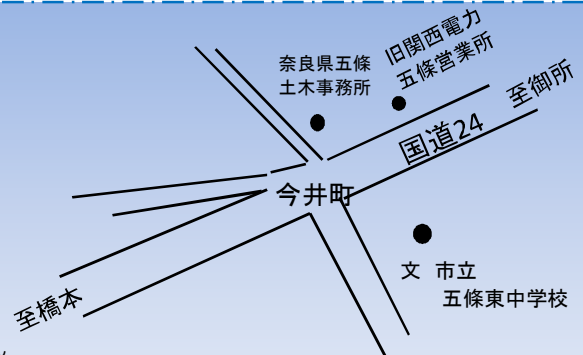 旧関西電力
五條営業所
奈良県五條
土木事務所
至御所
国道24
今井町
文 市立
五條東中学校
至橋本